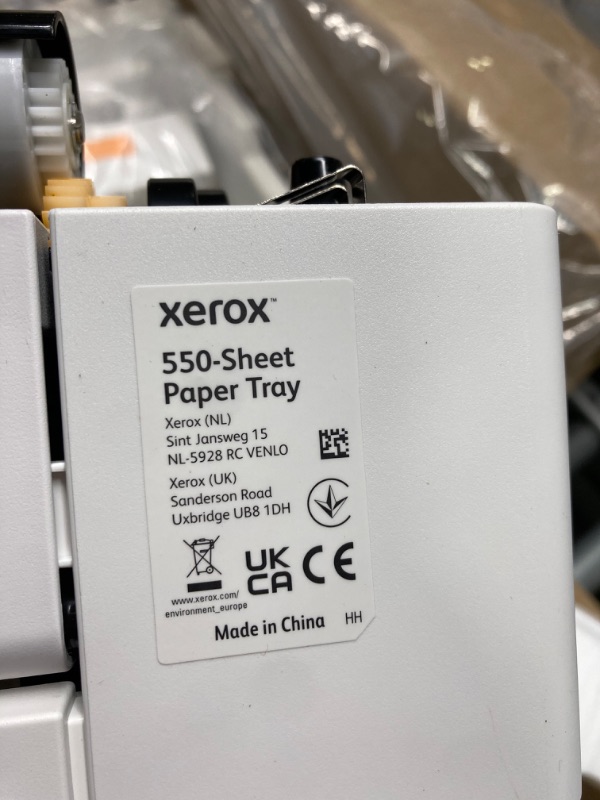 xerox™
550-Sheet
Paper Tray
Xerox (NL)
Sint Jansweg 15
NL-5928 RC VENLO
Xerox (UK)
Sanderson Road
Uxbridge UB8 1DH
UK
CA
CE
www.xerox.com/
environment_europe
Made in China
HH